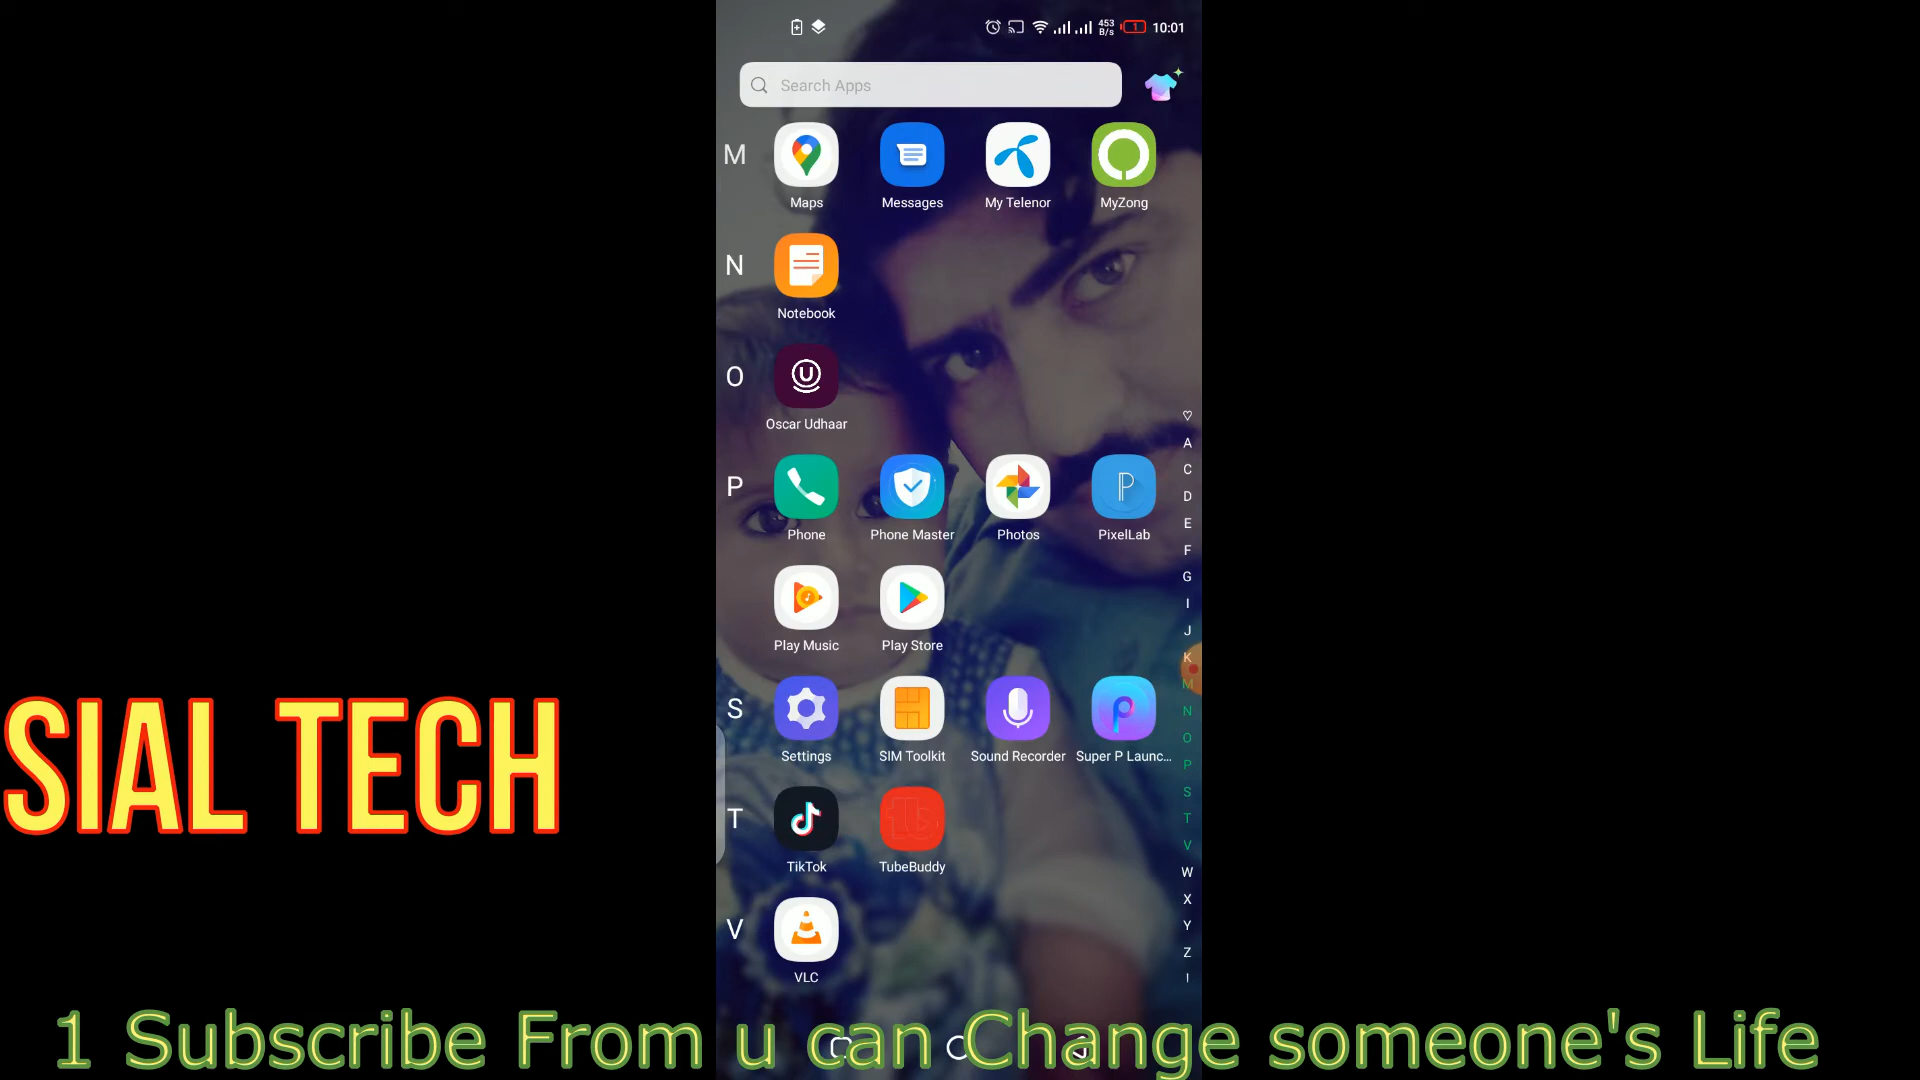 453
B/s
1
10:01
Search Apps
M
Maps
Messages
My Telenor
MyZong
N
Notebook
O
Oscar Udhaar
P
Phone
Phone Master
Photos
PixelLab
Play Music
Play Store
S
Settings
SIM Toolkit
Sound Recorder
Super P Launc...
T
TikTok
TubeBuddy
V
VLC
A
C
D
E
F
G
I
J
K
M
N
O
P
S
T
V
W
X
Y
Z
SIAL TECH
1 Subscribe From u can Change someone's Life